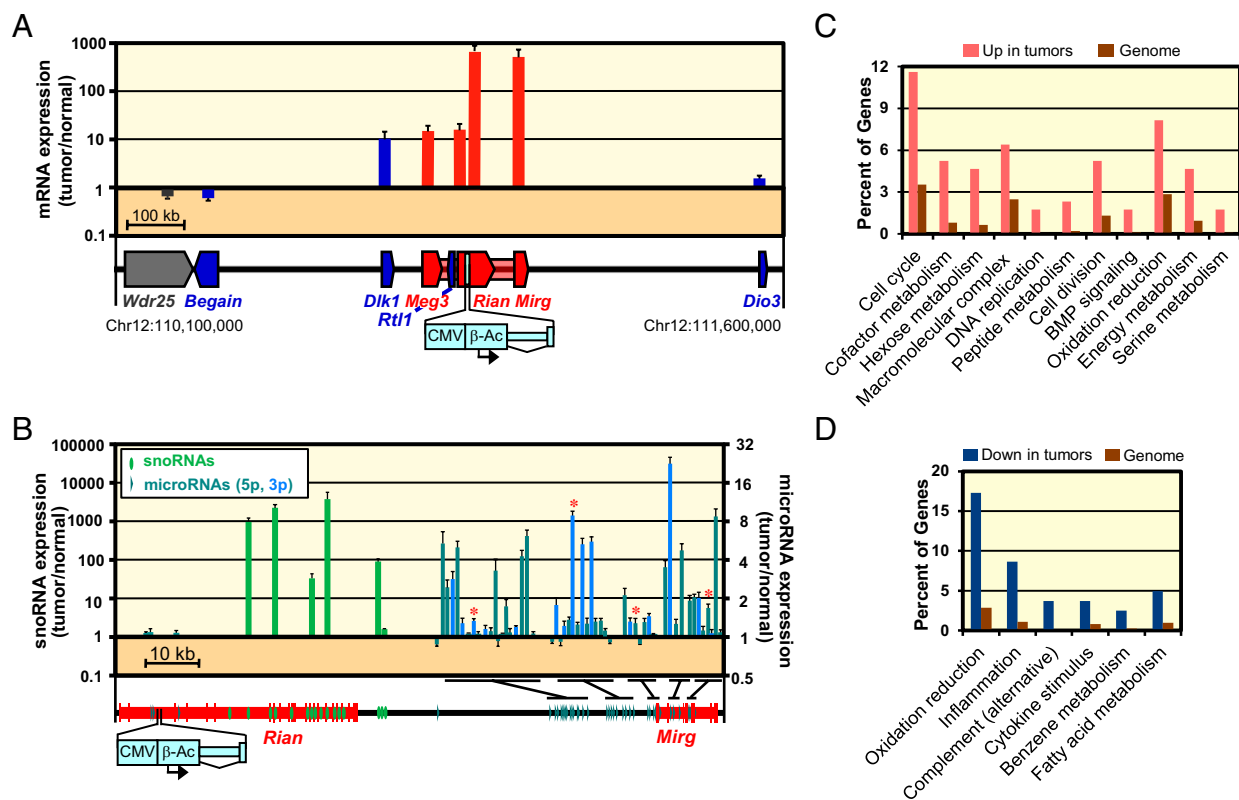 A
mRNA expression
(tumor/normal)
1000
100
10
1
0.1
100 kb
Wdr25
Begain
Dlk1
Meg3
Rtl1
Rian
Mirg
Dio3
Chr12:110,100,000
Chr12:111,600,000
CMV
β-Ac
B
snoRNA expression
(tumor/normal)
100000
10000
1000
100
10
1
0.1
snoRNAs
microRNAs (5p, 3p)
*
*
*
*
32
16
8
4
2
1
0.5
microRNA expression
(tumor/normal)
10 kb
Rian
Mirg
CMV
β-Ac
C
Up in tumors
Genome
Percent of Genes
12
9
6
3
0
Cell cycle
Cofactor metabolism
Hexose metabolism
Macromolecular complex
DNA replication
Peptide metabolism
Cell division
BMP signaling
Oxidation reduction
Energy metabolism
Serine metabolism
D
Down in tumors
Genome
Percent of Genes
20
15
10
5
0
Oxidation reduction
Inflammation
Complement (alternative)
Cytokine stimulus
Benzene metabolism
Fatty acid metabolism